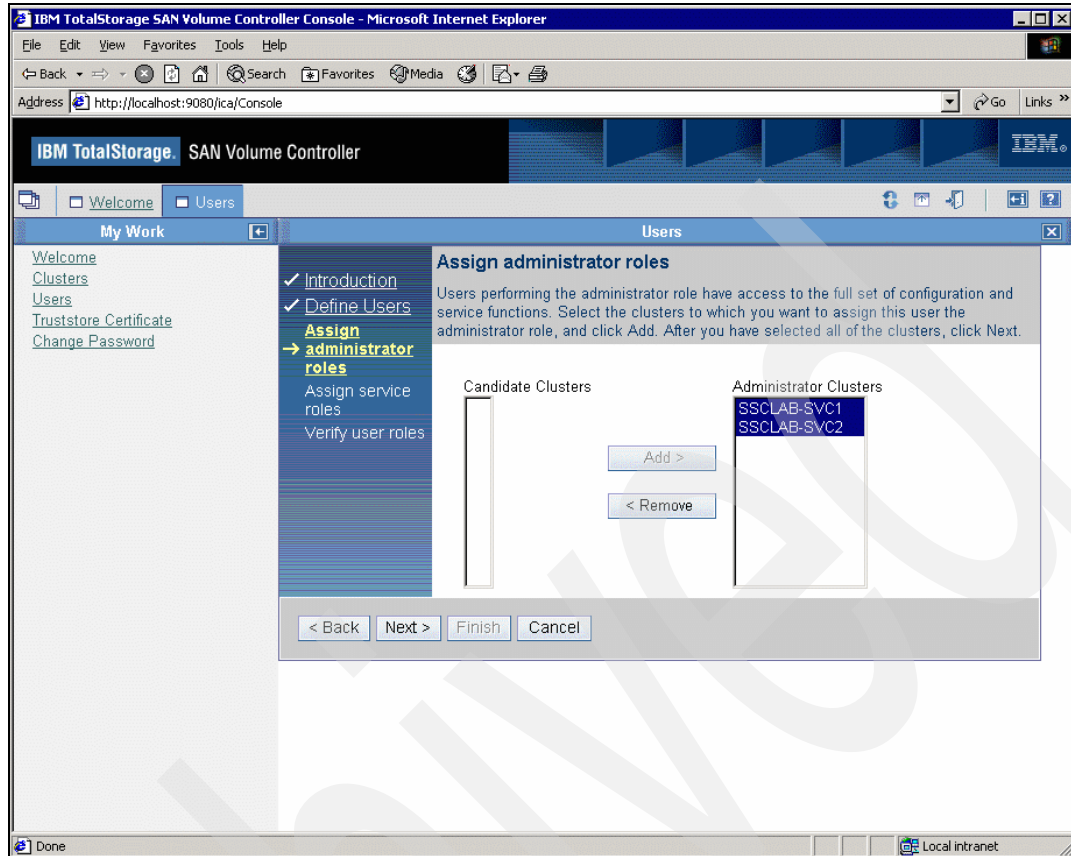 IBM TotalStorage SAN Volume Controller Console - Microsoft Internet Explorer
File Edit View Favorites Tools Help
Back Search Favorites Media
Address http://localhost:9080/ica/Console Go Links »
IBM TotalStorage. SAN Volume Controller IBM®
Welcome Users
My Work
Users
Welcome
Clusters
Users
Truststore Certificate
Change Password
Introduction
Define Users
Assign
administrator
roles
Assign service
roles
Verify user roles
Assign administrator roles
Users performing the administrator role have access to the full set of configuration and
service functions. Select the clusters to which you want to assign this user the
administrator role, and click Add. After you have selected all of the clusters, click Next.
Candidate Clusters
Administrator Clusters
SSCLAB-SVC1
SSCLAB-SVC2
Add >
< Remove
< Back Next > Finish Cancel
Done Local intranet